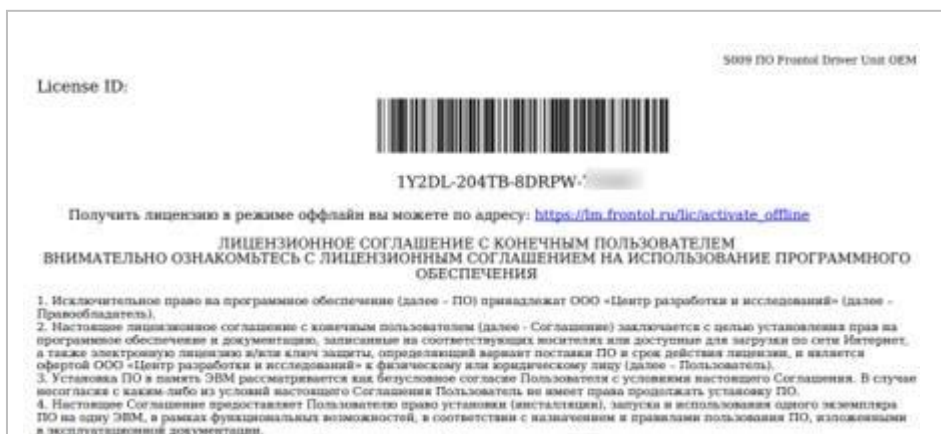 S009 ПО Frontol Driver Unit OEM
License ID:
1Y2DL-204TB-8DRPW-
Получить лицензию в режиме оффлайн вы можете по адресу: https://lm.frontol.ru/lic/activate_offline
ЛИЦЕНЗИОННОЕ СОГЛАШЕНИЕ С КОНЕЧНЫМ ПОЛЬЗОВАТЕЛЕМ
ВНИМАТЕЛЬНО ОЗНАКОМЬТЕСЬ С ЛИЦЕНЗИОННЫМ СОГЛАШЕНИЕМ НА ИСПОЛЬЗОВАНИЕ ПРОГРАММНОГО
ОБЕСПЕЧЕНИЯ
1. Исключительное право на программное обеспечение (далее – ПО) принадлежат ООО «Центр разработки и исследований» (далее –
Правообладатель).
2. Настоящее лицензионное соглашение с конечным пользователем (далее - Соглашение) заключается с целью установления прав на
программное обеспечение и документацию, записанные на соответствующих носителях или доступные для загрузки по сети Интернет,
а также электронную лицензию и/или ключ защиты, определяющий вариант поставки ПО и срок действия лицензии, и является
офертой ООО «Центр разработки и исследований» к физическому или юридическому лицу (далее – Пользователь).
3. Установка ПО в память ЭВМ рассматривается как безусловное согласие Пользователя с условиями настоящего Соглашения. В случае
несогласия с каким-либо из условий настоящего Соглашения Пользователь не имеет права продолжать установку ПО.
4. Настоящее Соглашение предоставляет Пользователю право установки (инсталляции), запуска и использования одного экземпляра
ПО на одну ЭВМ, в рамках функциональных возможностей, в соответствии с назначением и правилами пользования ПО, изложенными
в эксплуатационной документации.